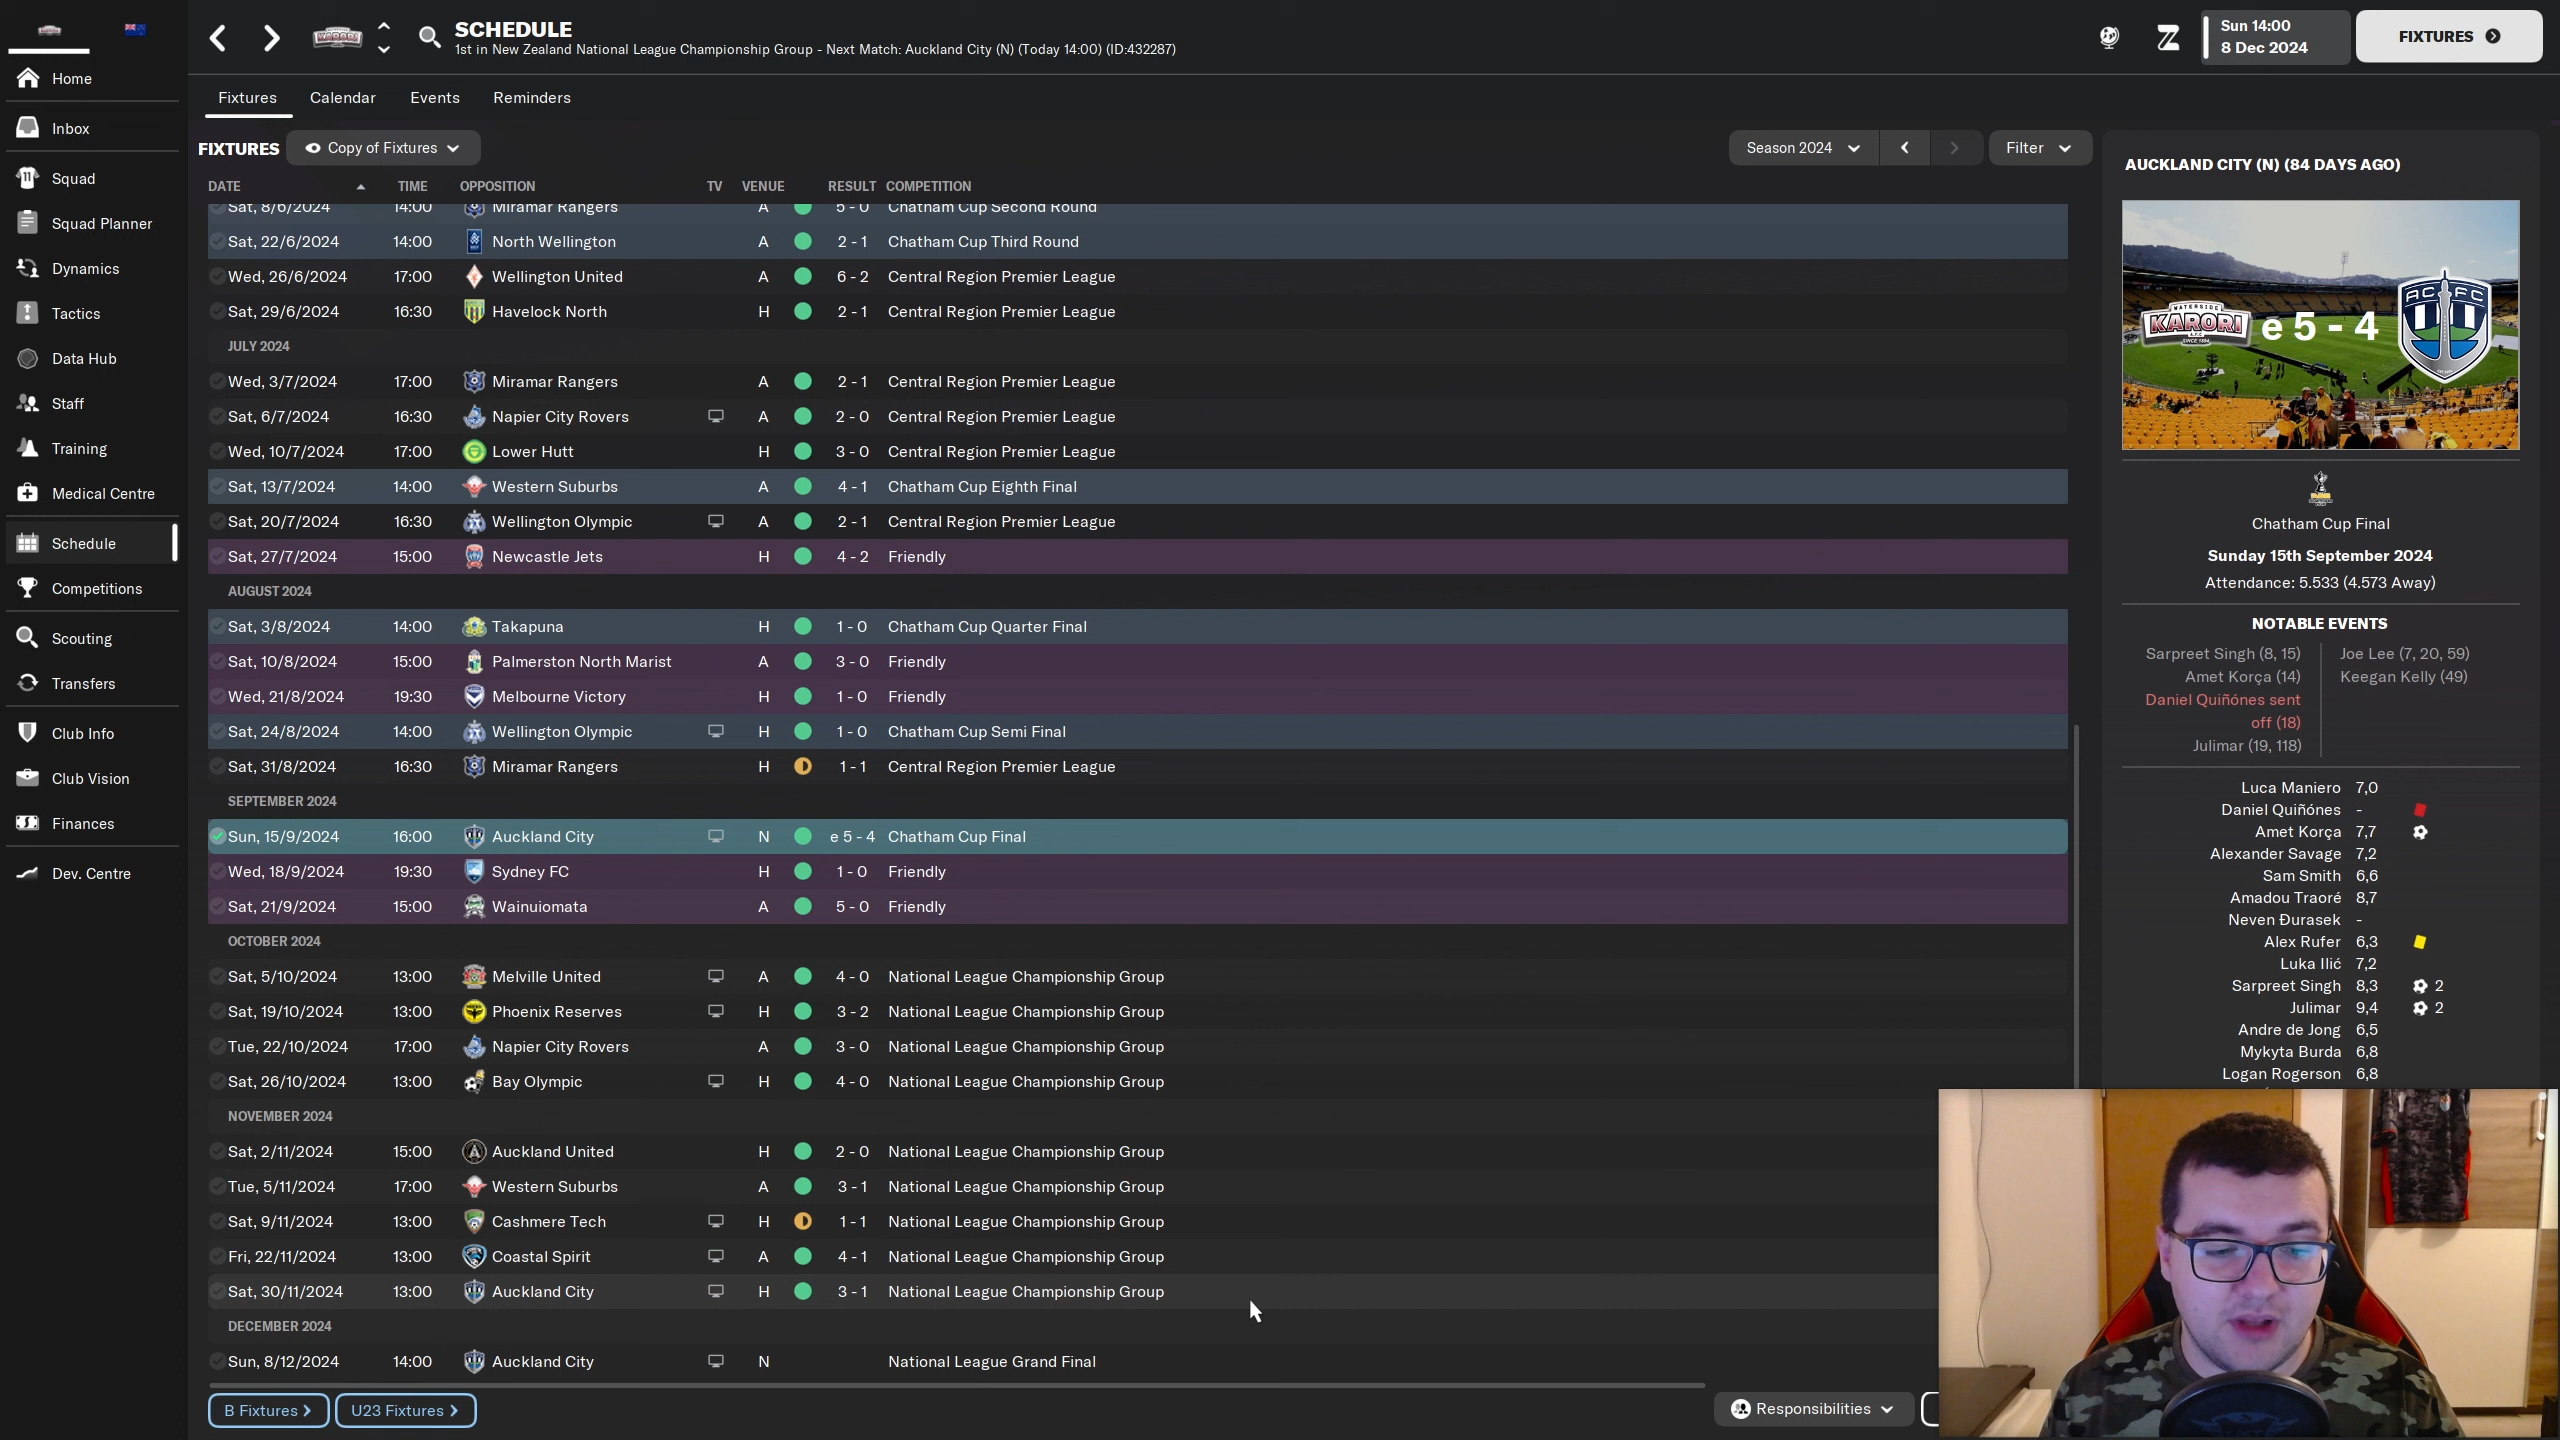 SCHEDULE
1st in New Zealand National League Championship Group - Next Match: Auckland City (N) (Today 14:00) (ID:432287)
Sun 14:00
8 Dec 2024
FIXTURES
Home
Inbox
Squad
Squad Planner
Dynamics
Tactics
Data Hub
Staff
Training
Medical Centre
Schedule
Competitions
Scouting
Transfers
Club Info
Club Vision
Finances
Dev. Centre
Fixtures Calendar Events Reminders
FIXTURES Copy of Fixtures Season 2024 Filter
DATE TIME OPPOSITION TV VENUE RESULT COMPETITION
Sat, 8/6/2024 14:00 Miramar Rangers A 5 - 0 Chatham Cup Second Round
Sat, 22/6/2024 14:00 North Wellington A 2 - 1 Chatham Cup Third Round
Wed, 26/6/2024 17:00 Wellington United A 6 - 2 Central Region Premier League
Sat, 29/6/2024 16:30 Havelock North H 2 - 1 Central Region Premier League
JULY 2024
Wed, 3/7/2024 17:00 Miramar Rangers A 2 - 1 Central Region Premier League
Sat, 6/7/2024 16:30 Napier City Rovers A 2 - 0 Central Region Premier League
Wed, 10/7/2024 17:00 Lower Hutt H 3 - 0 Central Region Premier League
Sat, 13/7/2024 14:00 Western Suburbs A 4 - 1 Chatham Cup Eighth Final
Sat, 20/7/2024 16:30 Wellington Olympic A 2 - 1 Central Region Premier League
Sat, 27/7/2024 15:00 Newcastle Jets H 4 - 2 Friendly
AUGUST 2024
Sat, 3/8/2024 14:00 Takapuna H 1 - 0 Chatham Cup Quarter Final
Sat, 10/8/2024 15:00 Palmerston North Marist A 3 - 0 Friendly
Wed, 21/8/2024 19:30 Melbourne Victory H 1 - 0 Friendly
Sat, 24/8/2024 14:00 Wellington Olympic H 1 - 0 Chatham Cup Semi Final
Sat, 31/8/2024 16:30 Miramar Rangers H 1 - 1 Central Region Premier League
SEPTEMBER 2024
Sun, 15/9/2024 16:00 Auckland City N e 5 - 4 Chatham Cup Final
Wed, 18/9/2024 19:30 Sydney FC H 1 - 0 Friendly
Sat, 21/9/2024 15:00 Wainuiomata A 5 - 0 Friendly
OCTOBER 2024
Sat, 5/10/2024 13:00 Melville United A 4 - 0 National League Championship Group
Sat, 19/10/2024 13:00 Phoenix Reserves H 3 - 2 National League Championship Group
Tue, 22/10/2024 17:00 Napier City Rovers A 3 - 0 National League Championship Group
Sat, 26/10/2024 13:00 Bay Olympic H 4 - 0 National League Championship Group
NOVEMBER 2024
Sat, 2/11/2024 15:00 Auckland United H 2 - 0 National League Championship Group
Tue, 5/11/2024 17:00 Western Suburbs A 3 - 1 National League Championship Group
Sat, 9/11/2024 13:00 Cashmere Tech H 1 - 1 National League Championship Group
Fri, 22/11/2024 13:00 Coastal Spirit A 4 - 1 National League Championship Group
Sat, 30/11/2024 13:00 Auckland City H 3 - 1 National League Championship Group
DECEMBER 2024
Sun, 8/12/2024 14:00 Auckland City N National League Grand Final
B Fixtures U23 Fixtures Responsibilities
AUCKLAND CITY (N) (84 DAYS AGO)
WATERSIDE
KARORI
e 5 - 4
ACFC
Chatham Cup Final
Sunday 15th September 2024
Attendance: 5.533 (4.573 Away)
NOTABLE EVENTS
Sarpreet Singh (8, 15) Joe Lee (7, 20, 59)
Amet Korça (14) Keegan Kelly (49)
Daniel Quiñónes sent
off (18)
Julimar (19, 118)
Luca Maniero 7,0
Daniel Quiñónes -
Amet Korça 7,7
Alexander Savage 7,2
Sam Smith 6,6
Amadou Traoré 8,7
Neven Đurasek -
Alex Rufer 6,3
Luka Ilić 7,2
Sarpreet Singh 8,3 2
Julimar 9,4 2
Andre de Jong 6,5
Mykyta Burda 6,8
Logan Rogerson 6,8